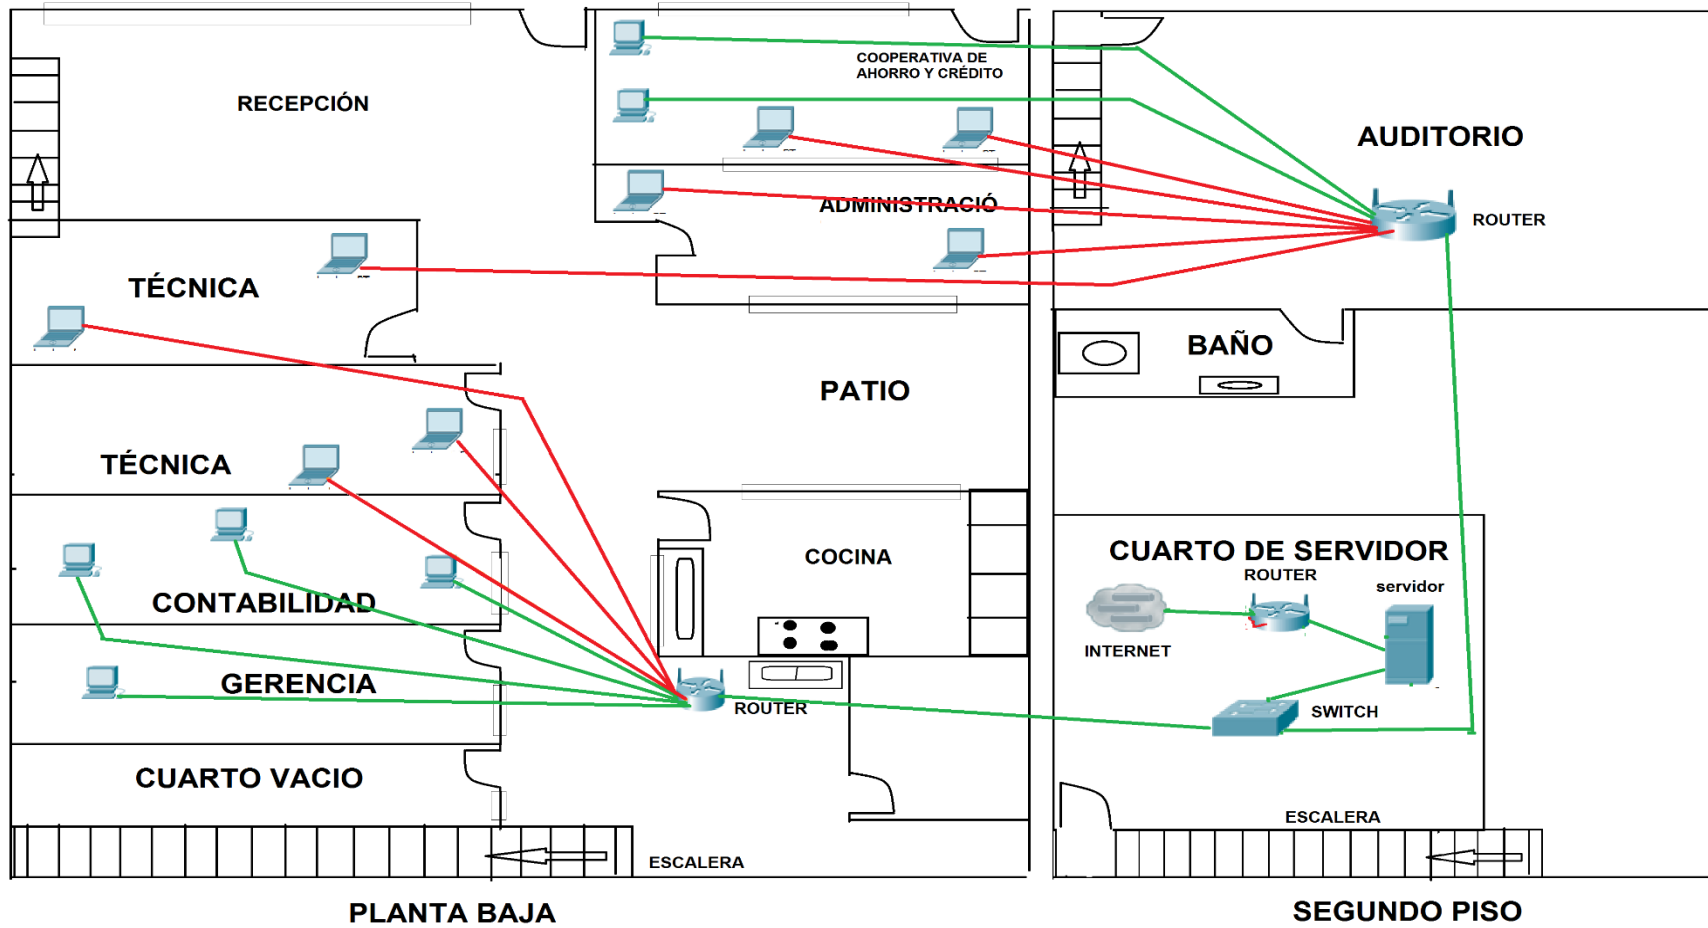 RECEPCIÓN
COOPERATIVA DE
AHORRO Y CRÉDITO
AUDITORIO
ADMINISTRACIÓ
ROUTER
TÉCNICA
BAÑO
PATIO
TÉCNICA
COCINA
CUARTO DE SERVIDOR
ROUTER
servidor
CONTABILIDAD
INTERNET
GERENCIA
ROUTER
SWITCH
CUARTO VACIO
ESCALERA
ESCALERA
PLANTA BAJA
SEGUNDO PISO